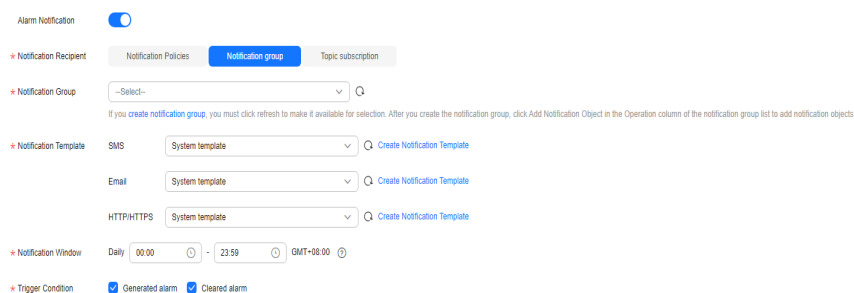 Alarm Notification
* Notification Recipient Notification Policies Notification group Topic subscription
* Notification Group --Select--
If you create notification group, you must click refresh to make it available for selection. After you create the notification group, click Add Notification Object in the Operation column of the notification group list to add notification objects
* Notification Template SMS System template Create Notification Template
Email System template Create Notification Template
HTTP/HTTPS System template Create Notification Template
* Notification Window Daily 00:00 - 23:59 GMT+08:00 ?
* Trigger Condition Generated alarm Cleared alarm